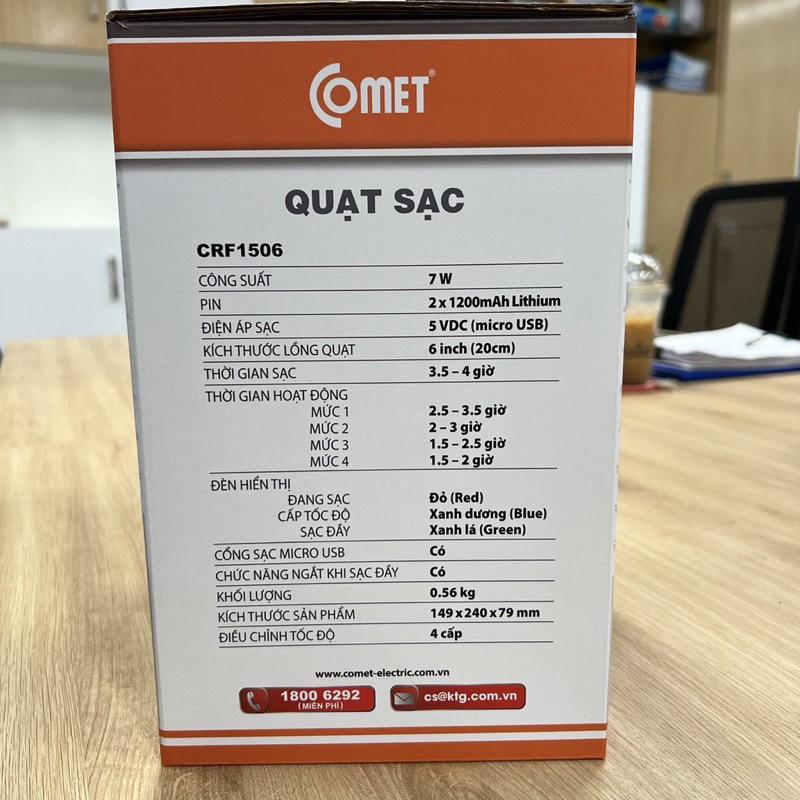 COMET®
QUẠT SẠC
CRF1506
CÔNG SUẤT 7 W
PIN 2 x 1200mAh Lithium
ĐIỆN ÁP SẠC 5 VDC (micro USB)
KÍCH THƯỚC LỒNG QUẠT 6 inch (20cm)
THỜI GIAN SẠC 3.5 – 4 giờ
THỜI GIAN HOẠT ĐỘNG
MỨC 1 2.5 – 3.5 giờ
MỨC 2 2 – 3 giờ
MỨC 3 1.5 – 2.5 giờ
MỨC 4 1.5 – 2 giờ
ĐÈN HIỂN THỊ
ĐANG SẠC Đỏ (Red)
CẤP TỐC ĐỘ Xanh dương (Blue)
SẠC ĐẦY Xanh lá (Green)
CỔNG SẠC MICRO USB Có
CHỨC NĂNG NGẮT KHI SẠC ĐẦY Có
KHỐI LƯỢNG 0.56 kg
KÍCH THƯỚC SẢN PHẨM 149 x 240 x 79 mm
ĐIỀU CHỈNH TỐC ĐỘ 4 cấp
www.comet-electric.com.vn
1800 6292 cs@ktg.com.vn
(MIỄN PHÍ)